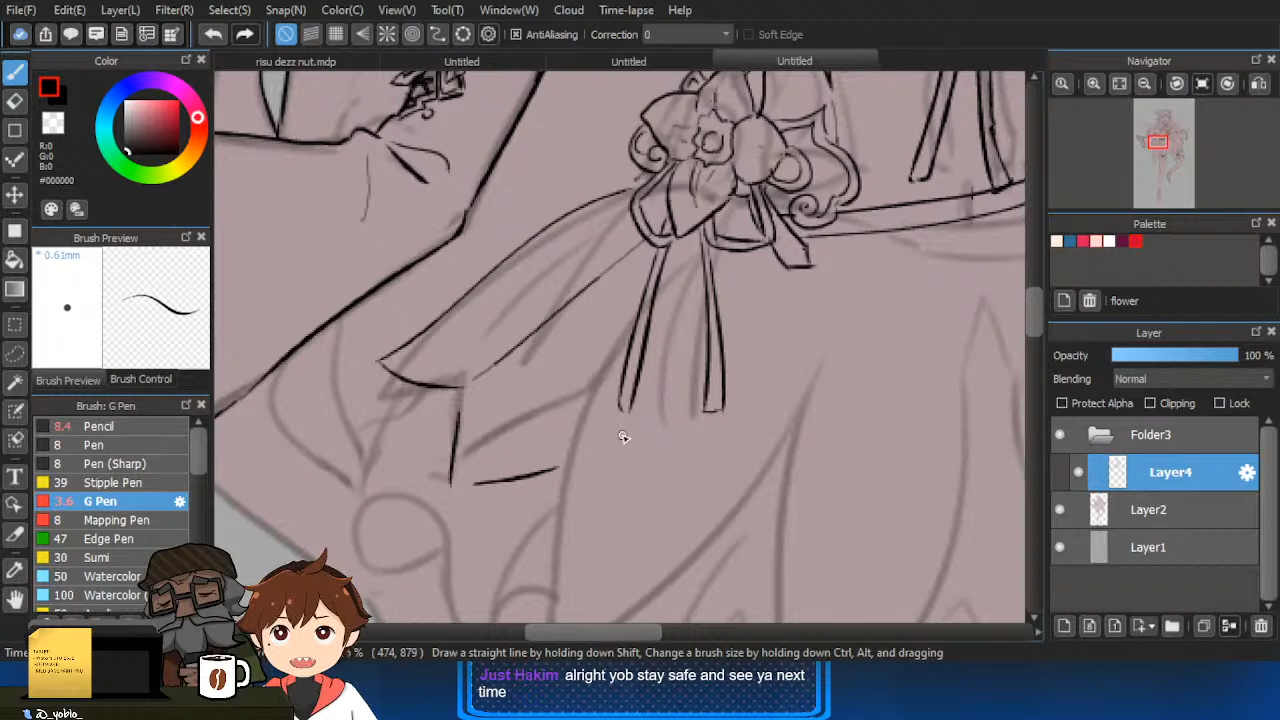 File(F) Edit(E) Layer(L) Filter(R) Select(S) Snap(N) Color(C) View(V) Tool(T) Window(W) Cloud Time-lapse Help
AntiAliasing Correction 0 Soft Edge
Color
risu dezz nut.mdp Untitled Untitled Untitled
Navigator
R:0
G:0
B:0
#000000
Brush Preview
* 0.61mm
Palette
flower
Layer
Opacity 100 %
Blending Normal
Protect Alpha Clipping Lock
Brush Preview Brush Control
Brush: G Pen
8.4 Pencil
8 Pen
8 Pen (Sharp)
39 Stipple Pen
3.6 G Pen
8 Mapping Pen
47 Edge Pen
30 Sumi
50 Watercolor
100 Watercolor (
Folder3
Layer4
Layer2
Layer1
% (474, 879) Draw a straight line by holding down Shift, Change a brush size by holding down Ctrl, Alt, and dragging
Just Hakim alright yob stay safe and see ya next
time